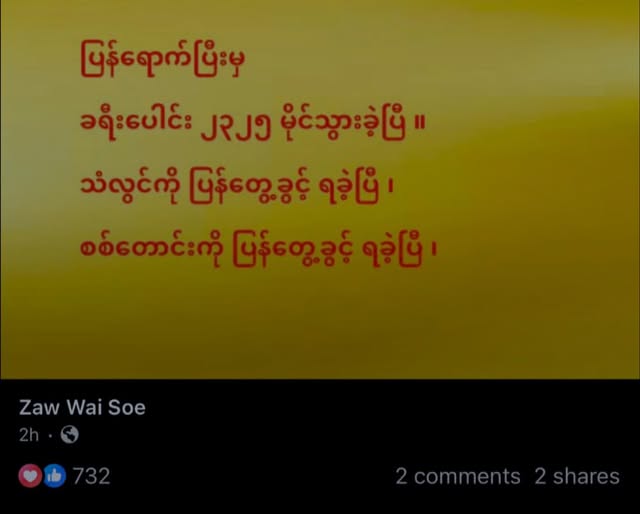 ပြန်ရောက်ပြီးမှ
ခရီးပေါင်း ၂၃၂၅ မိုင်သွားခဲ့ပြီ ။
သံလွင်ကို ပြန်တွေ့ခွင့် ရခဲ့ပြီ ၊
စစ်တောင်းကို ပြန်တွေ့ခွင့် ရခဲ့ပြီ ၊
Zaw Wai Soe
2h ·
732 2 comments 2 shares